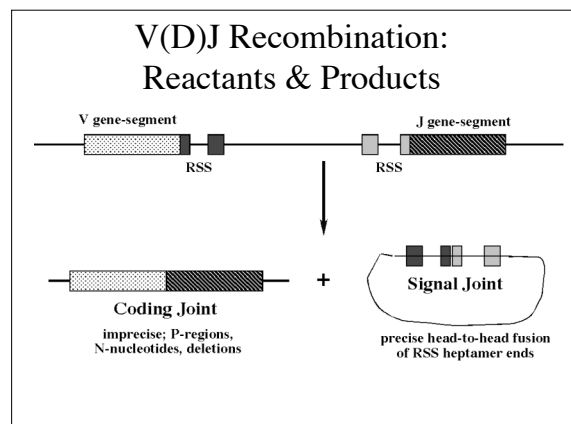 V(D)J Recombination:
Reactants & Products
V gene-segment
J gene-segment
RSS
RSS
+
Coding Joint
imprecise; P-regions,
N-nucleotides, deletions
Signal Joint
precise head-to-head fusion
of RSS heptamer ends